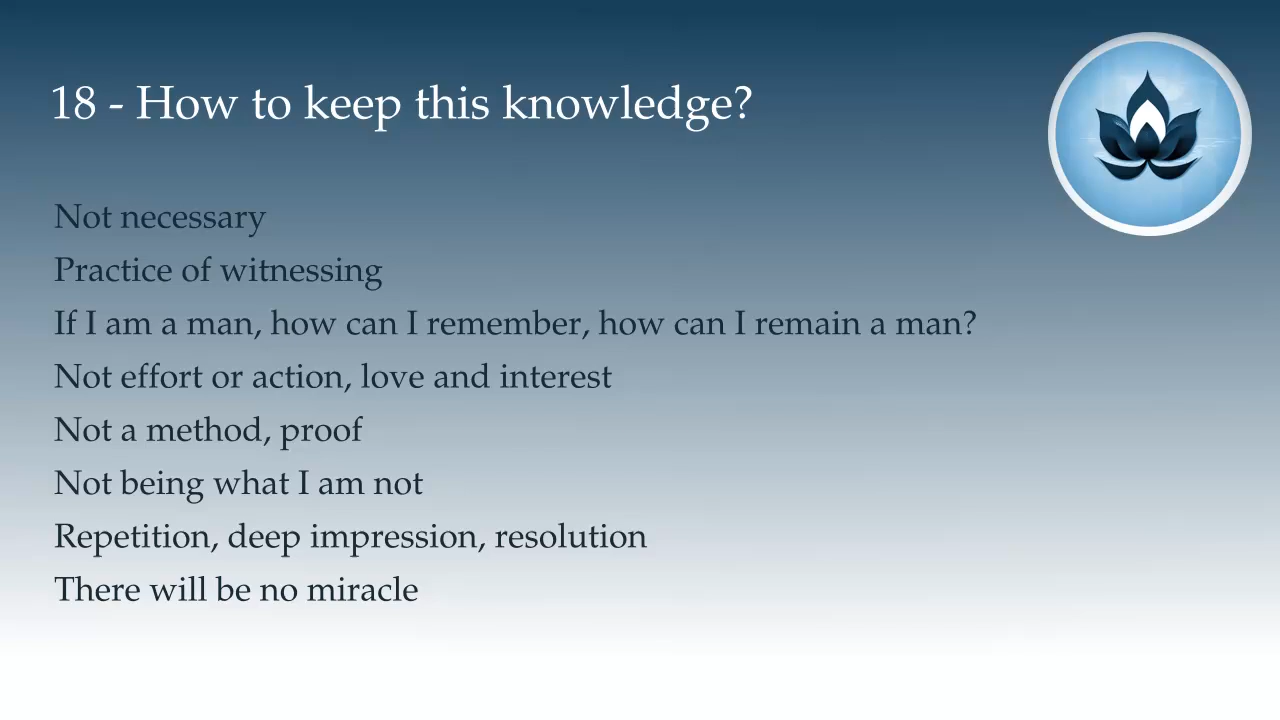 18 - How to keep this knowledge?
Not necessary
Practice of witnessing
If I am a man, how can I remember, how can I remain a man?
Not effort or action, love and interest
Not a method, proof
Not being what I am not
Repetition, deep impression, resolution
There will be no miracle